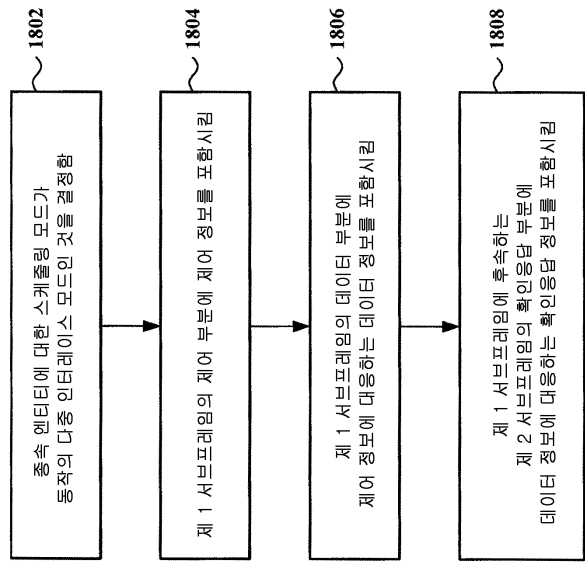 1802
종속 엔티티에 대한 스케줄링 모드가
동작의 다중 인터레이스 모드인 것을 결정함
1804
제 1 서브프레임의 제어 부분에 제어 정보를 포함시킴
1806
제 1 서브프레임의 데이터 부분에
제어 정보에 대응하는 데이터 정보를 포함시킴
1808
제 1 서브프레임에 후속하는
제 2 서브프레임의 확인응답 부분에
데이터 정보에 대응하는 확인응답 정보를 포함시킴